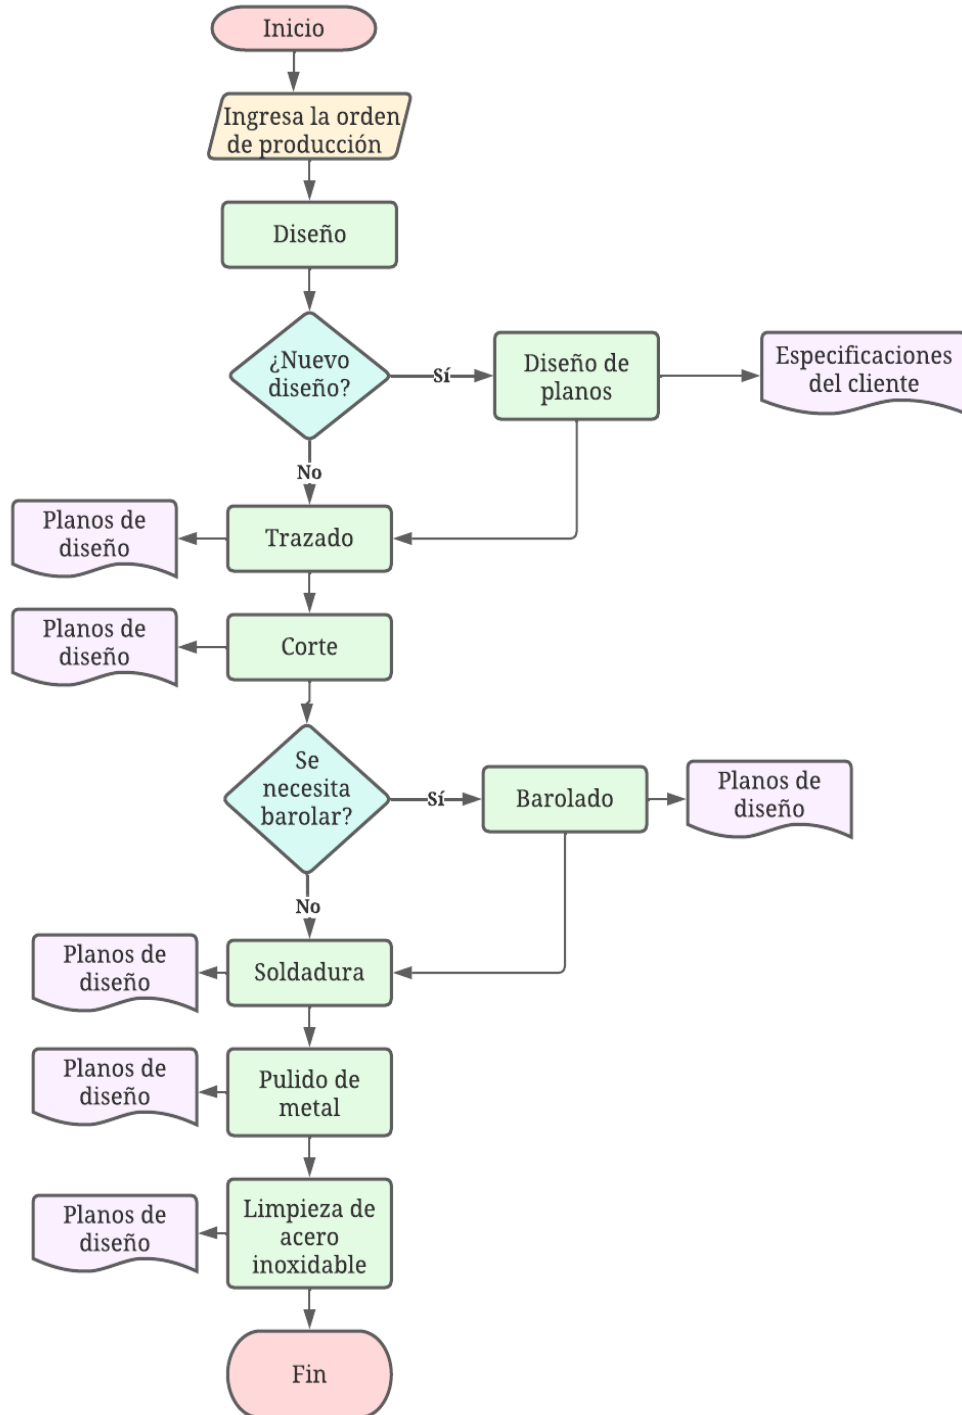 Inicio
Ingresa la orden
de producción
Diseño
¿Nuevo
diseño?
Sí
Diseño de
planos
Especificaciones
del cliente
No
Planos de
diseño
Trazado
Planos de
diseño
Corte
Se
necesita
barolar?
Sí
Barolado
Planos de
diseño
No
Planos de
diseño
Soldadura
Planos de
diseño
Pulido de
metal
Planos de
diseño
Limpieza de
acero
inoxidable
Fin